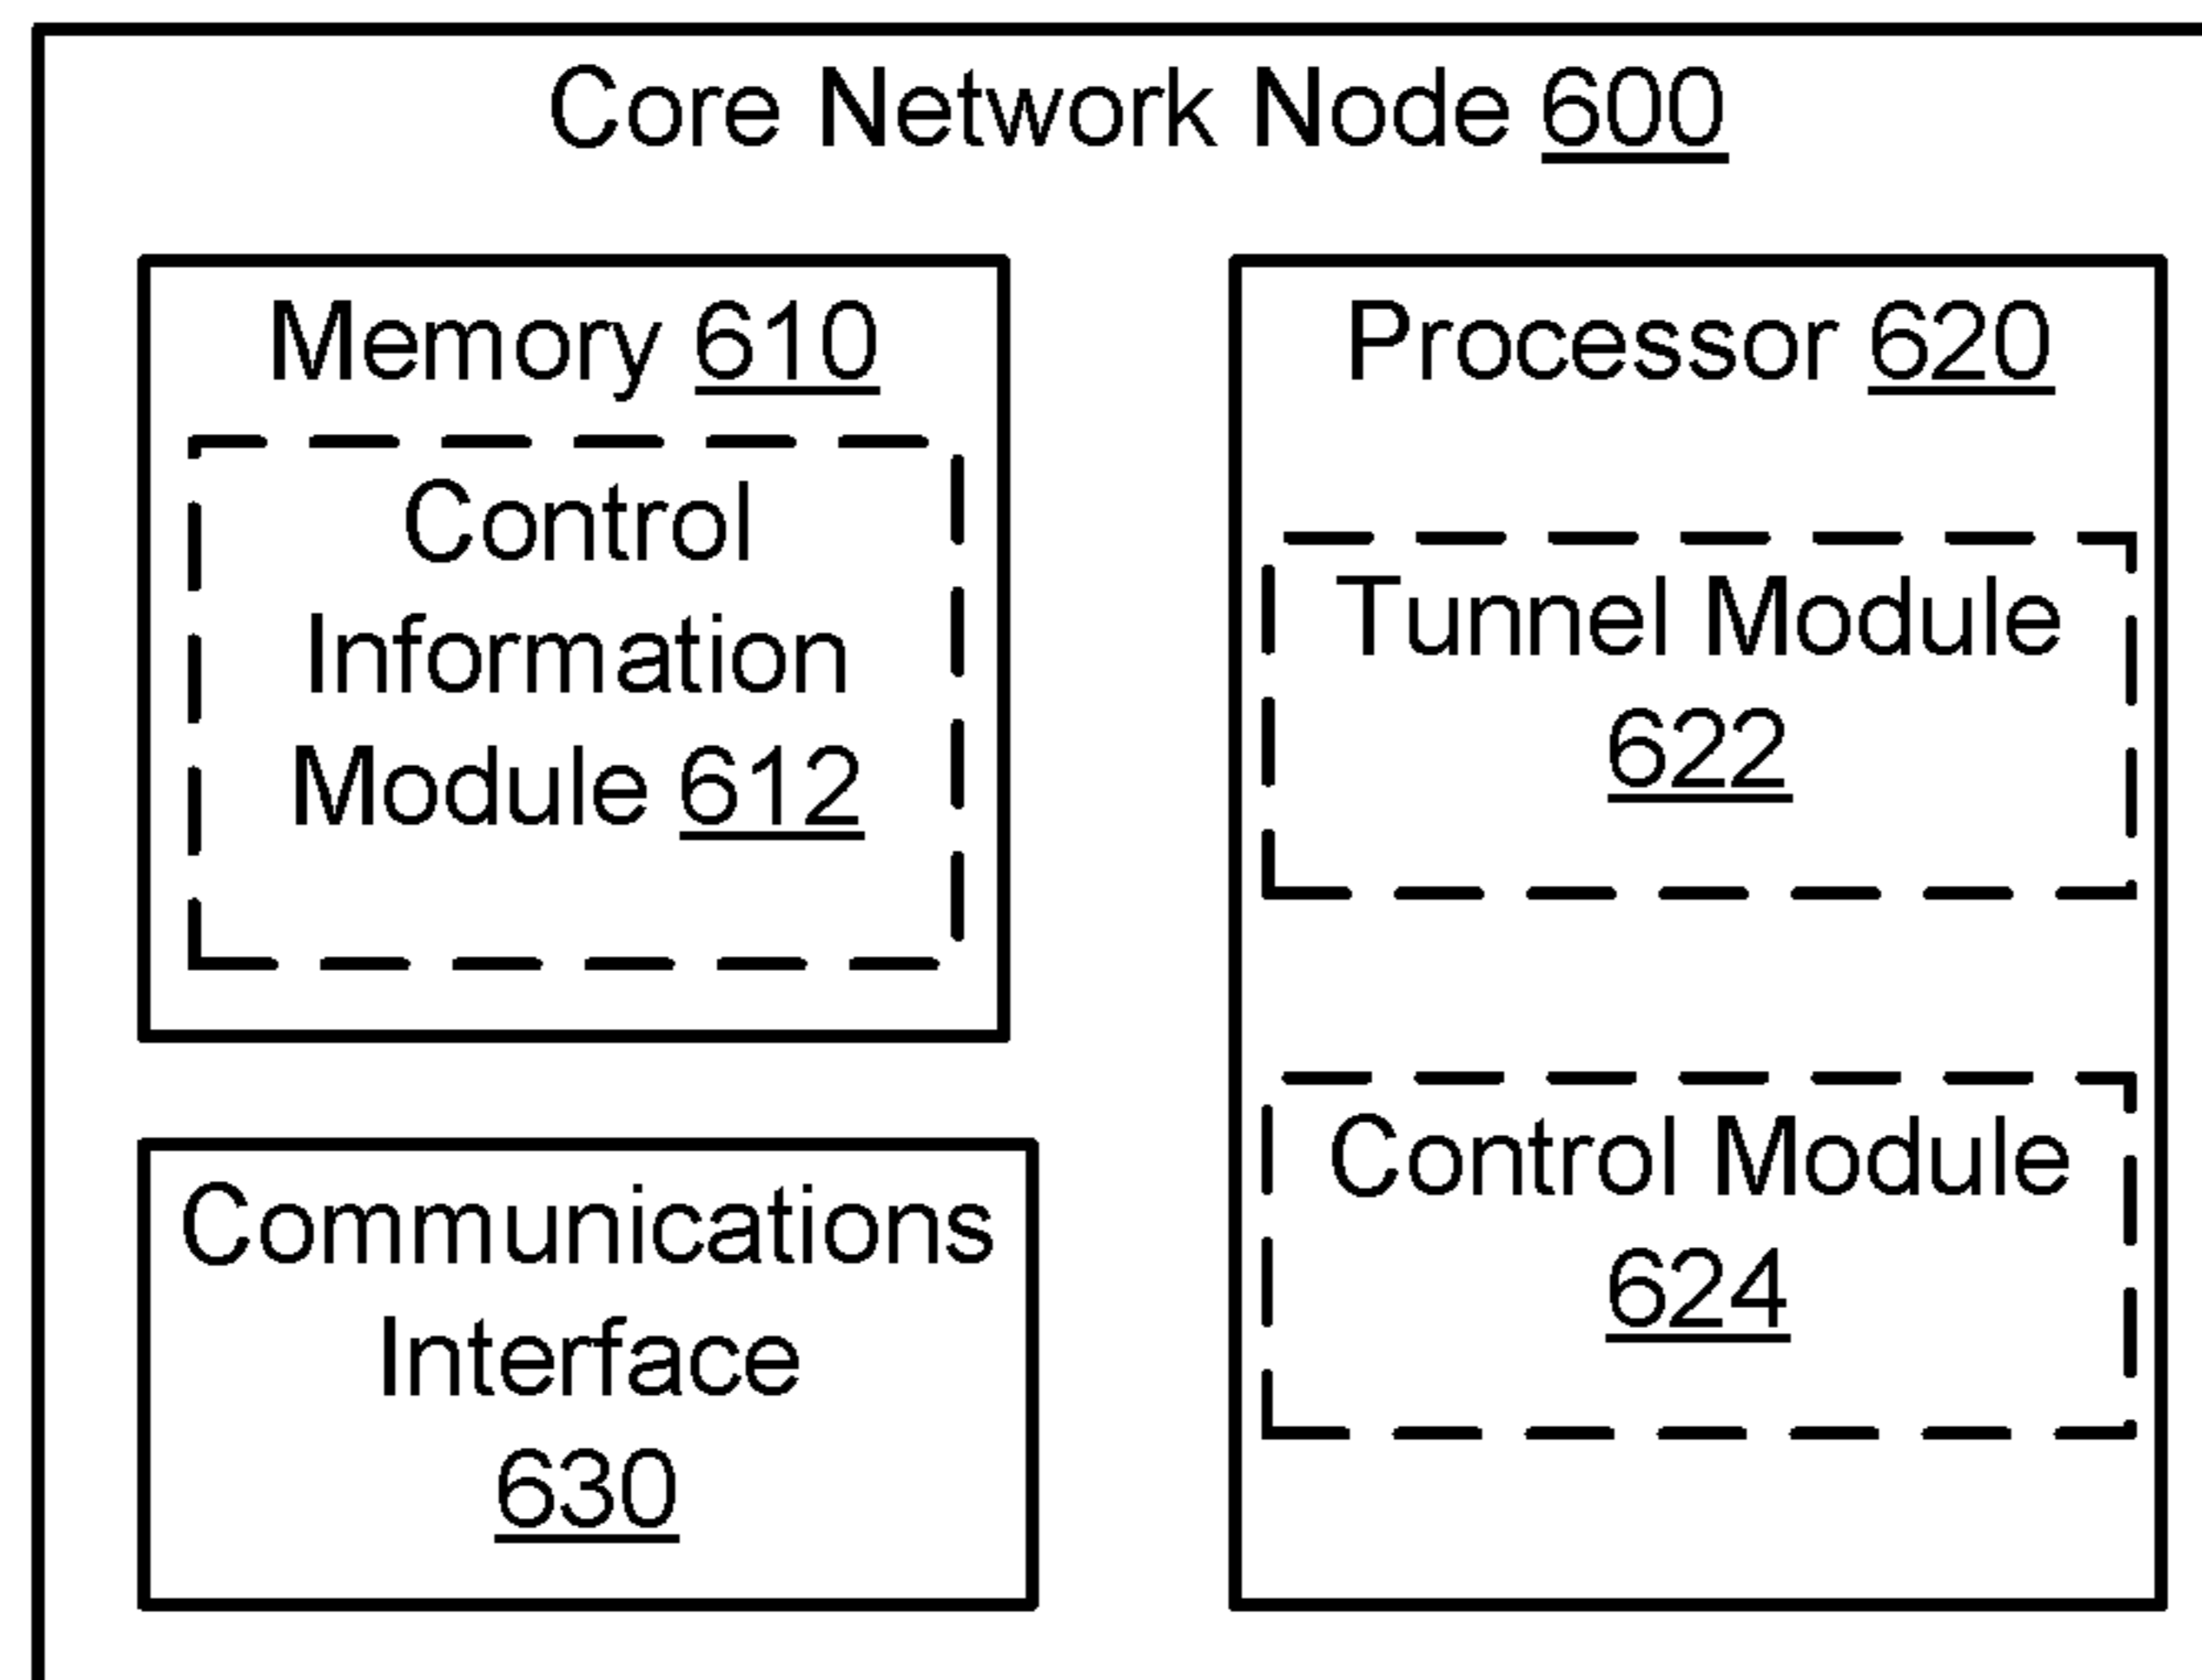 Core Network Node 600
Memory 610
Control
Information
Module 612
Communications
Interface
630
Processor 620
Tunnel Module
622
Control Module
624